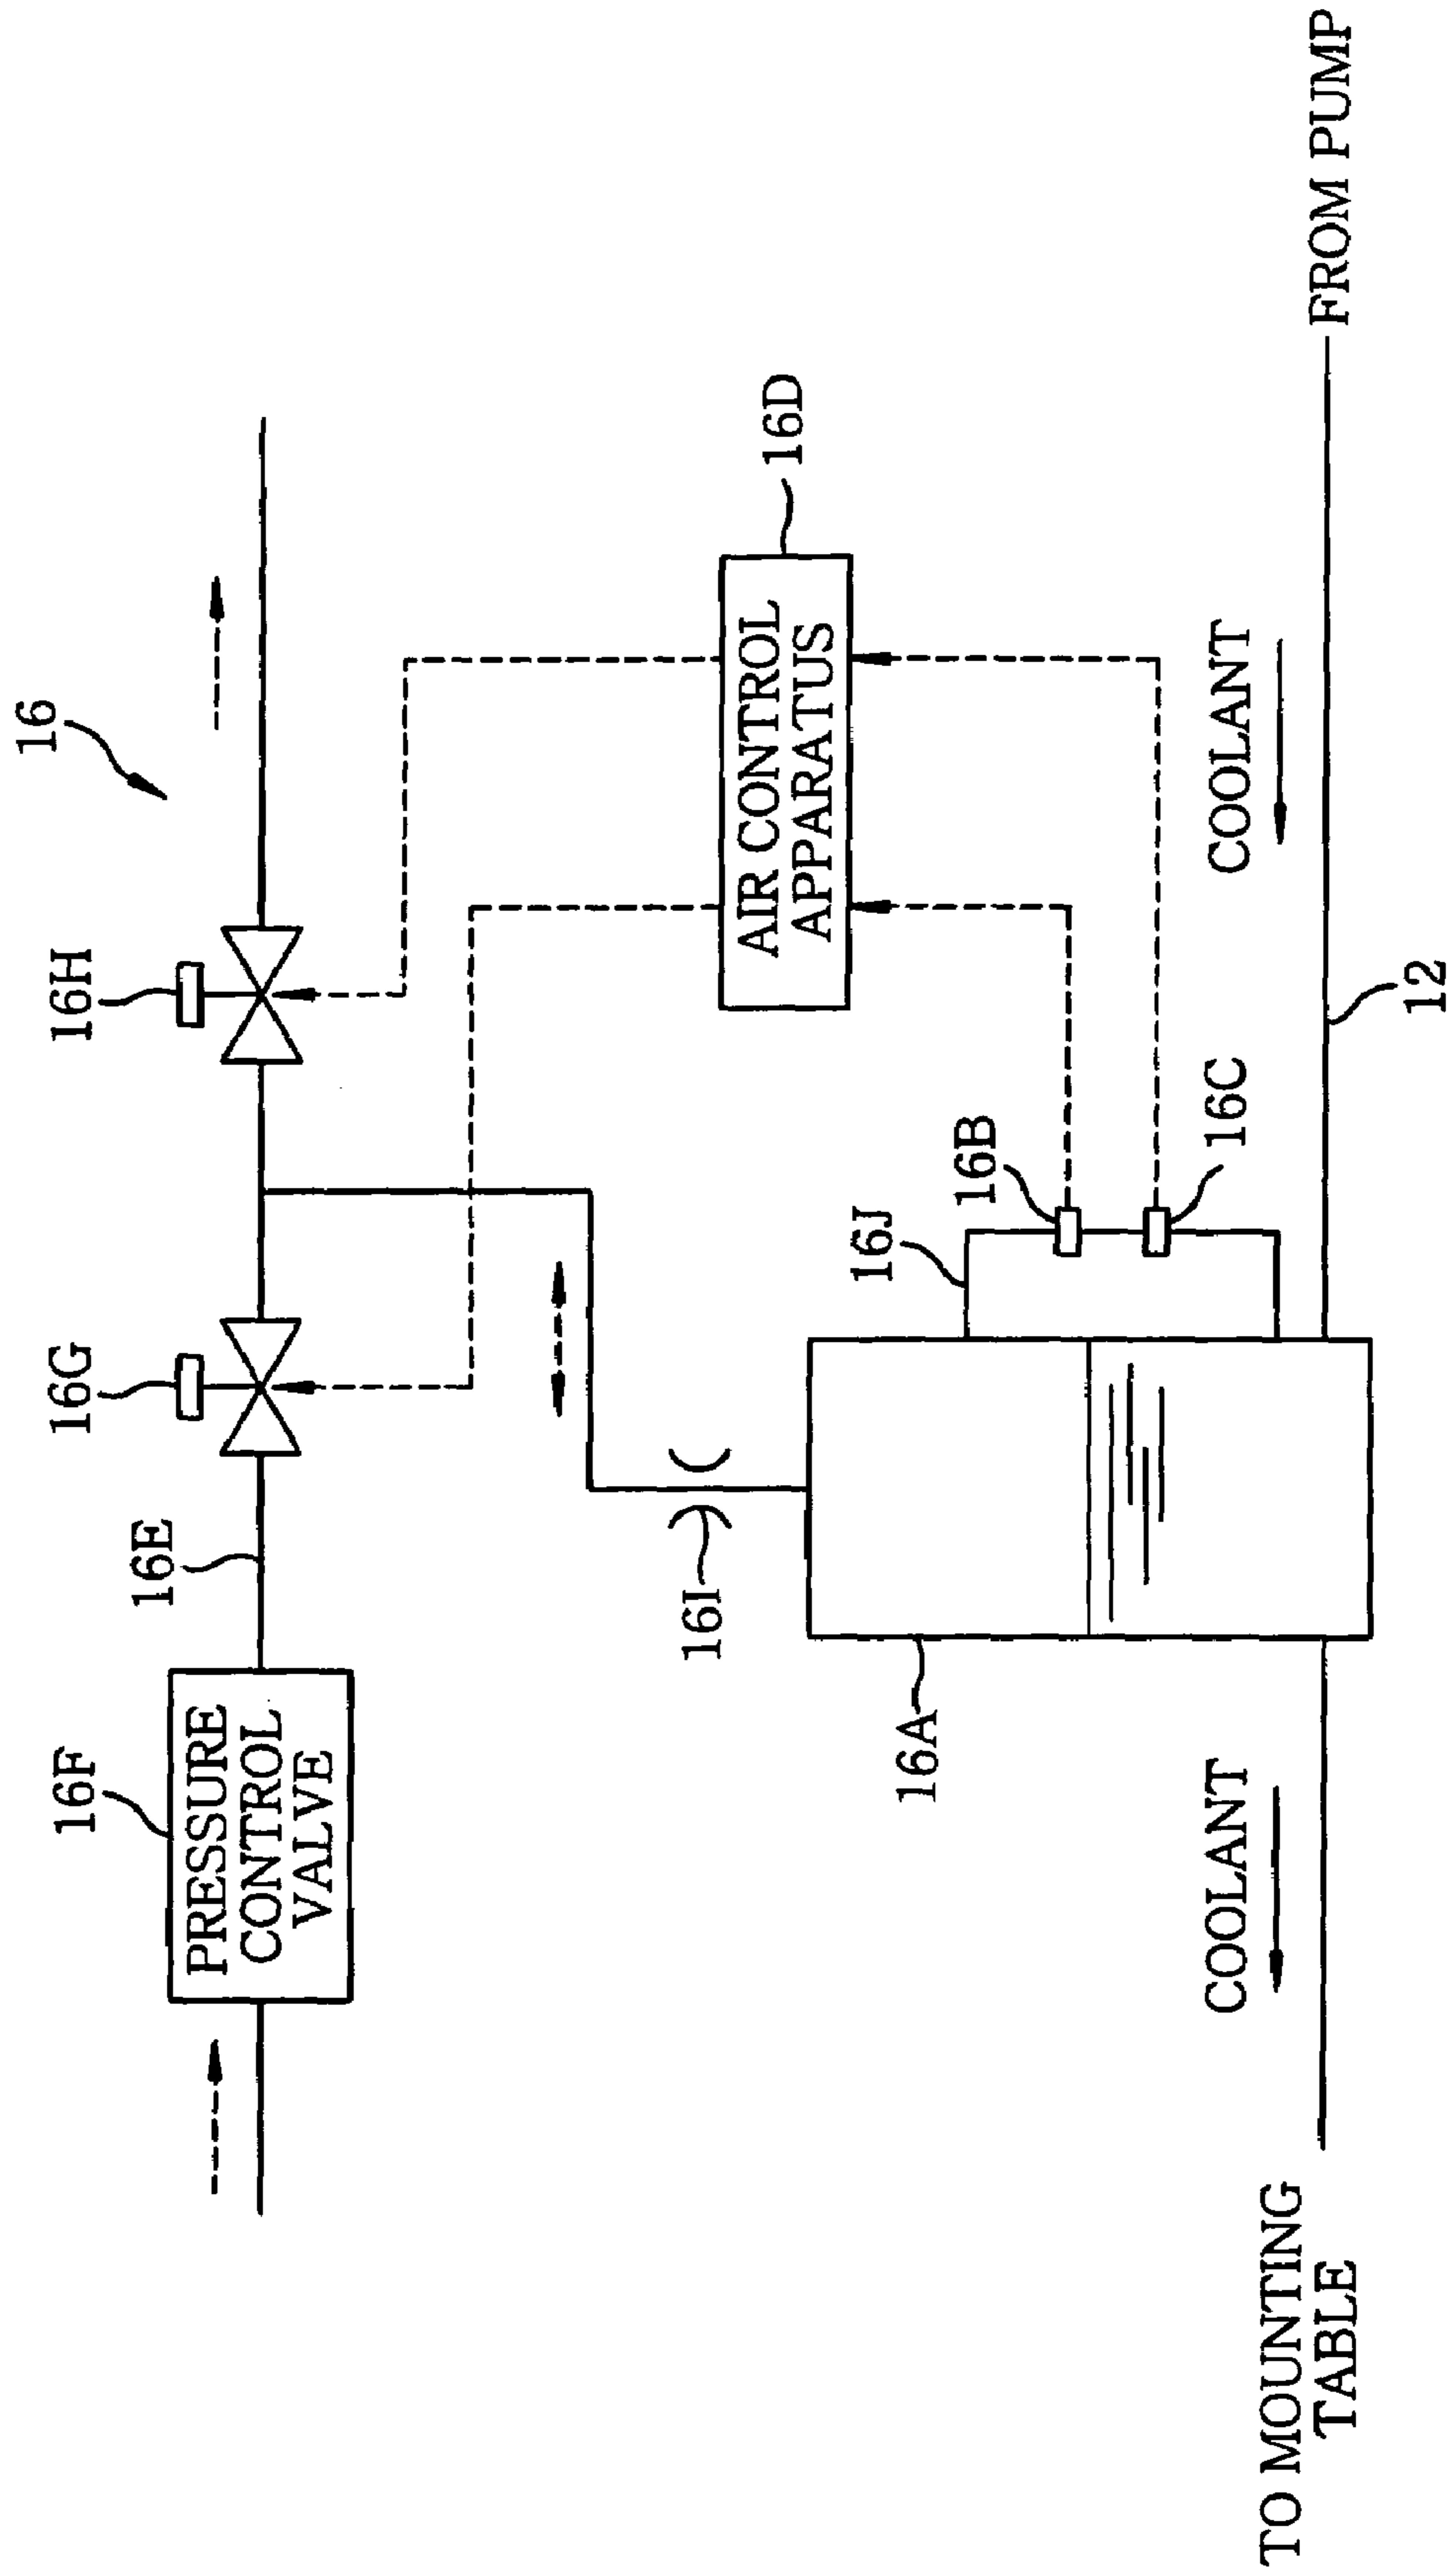 16
16F
PRESSURE
CONTROL
VALVE
16E
16G
16H
16I
16D
AIR CONTROL
APPARATUS
16A
16J
16B
16C
COOLANT
COOLANT
12
TO MOUNTING
TABLE
FROM PUMP